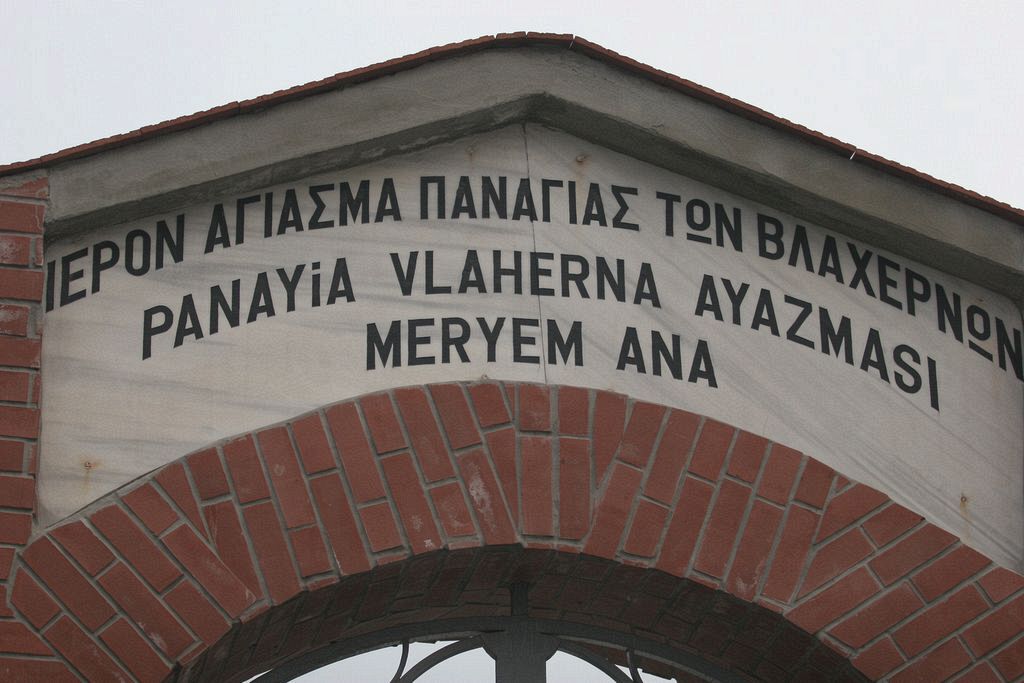 ΙΕΡΟΝ ΑΓΙΑΣΜΑ ΠΑΝΑΓΙΑΣ ΤΩΝ ΒΛΑΧΕΡΝΩΝ
PANAYiA VLAHERNA AYAZMASI
MERYEM ANA